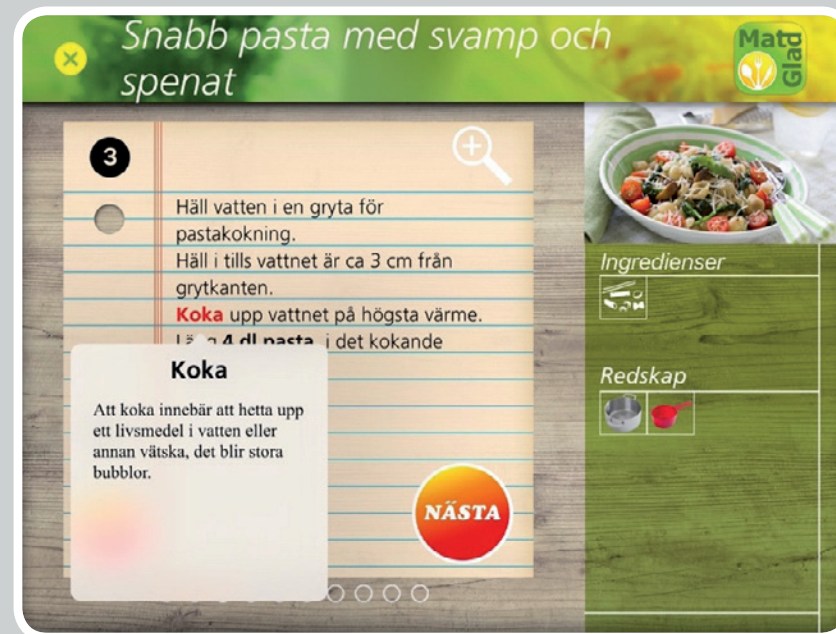 Snabb pasta med svamp och
spenat
Mat
Glad
3
Häll vatten i en gryta för
pastakokning.
Häll i tills vattnet är ca 3 cm från
grytkanten.
Koka upp vattnet på högsta värme.
4 dl pasta i det kokande
Koka
Att koka innebär att hetta upp
ett livsmedel i vatten eller
annan vätska, det blir stora
bubblor.
NÄSTA
Ingredienser
Redskap